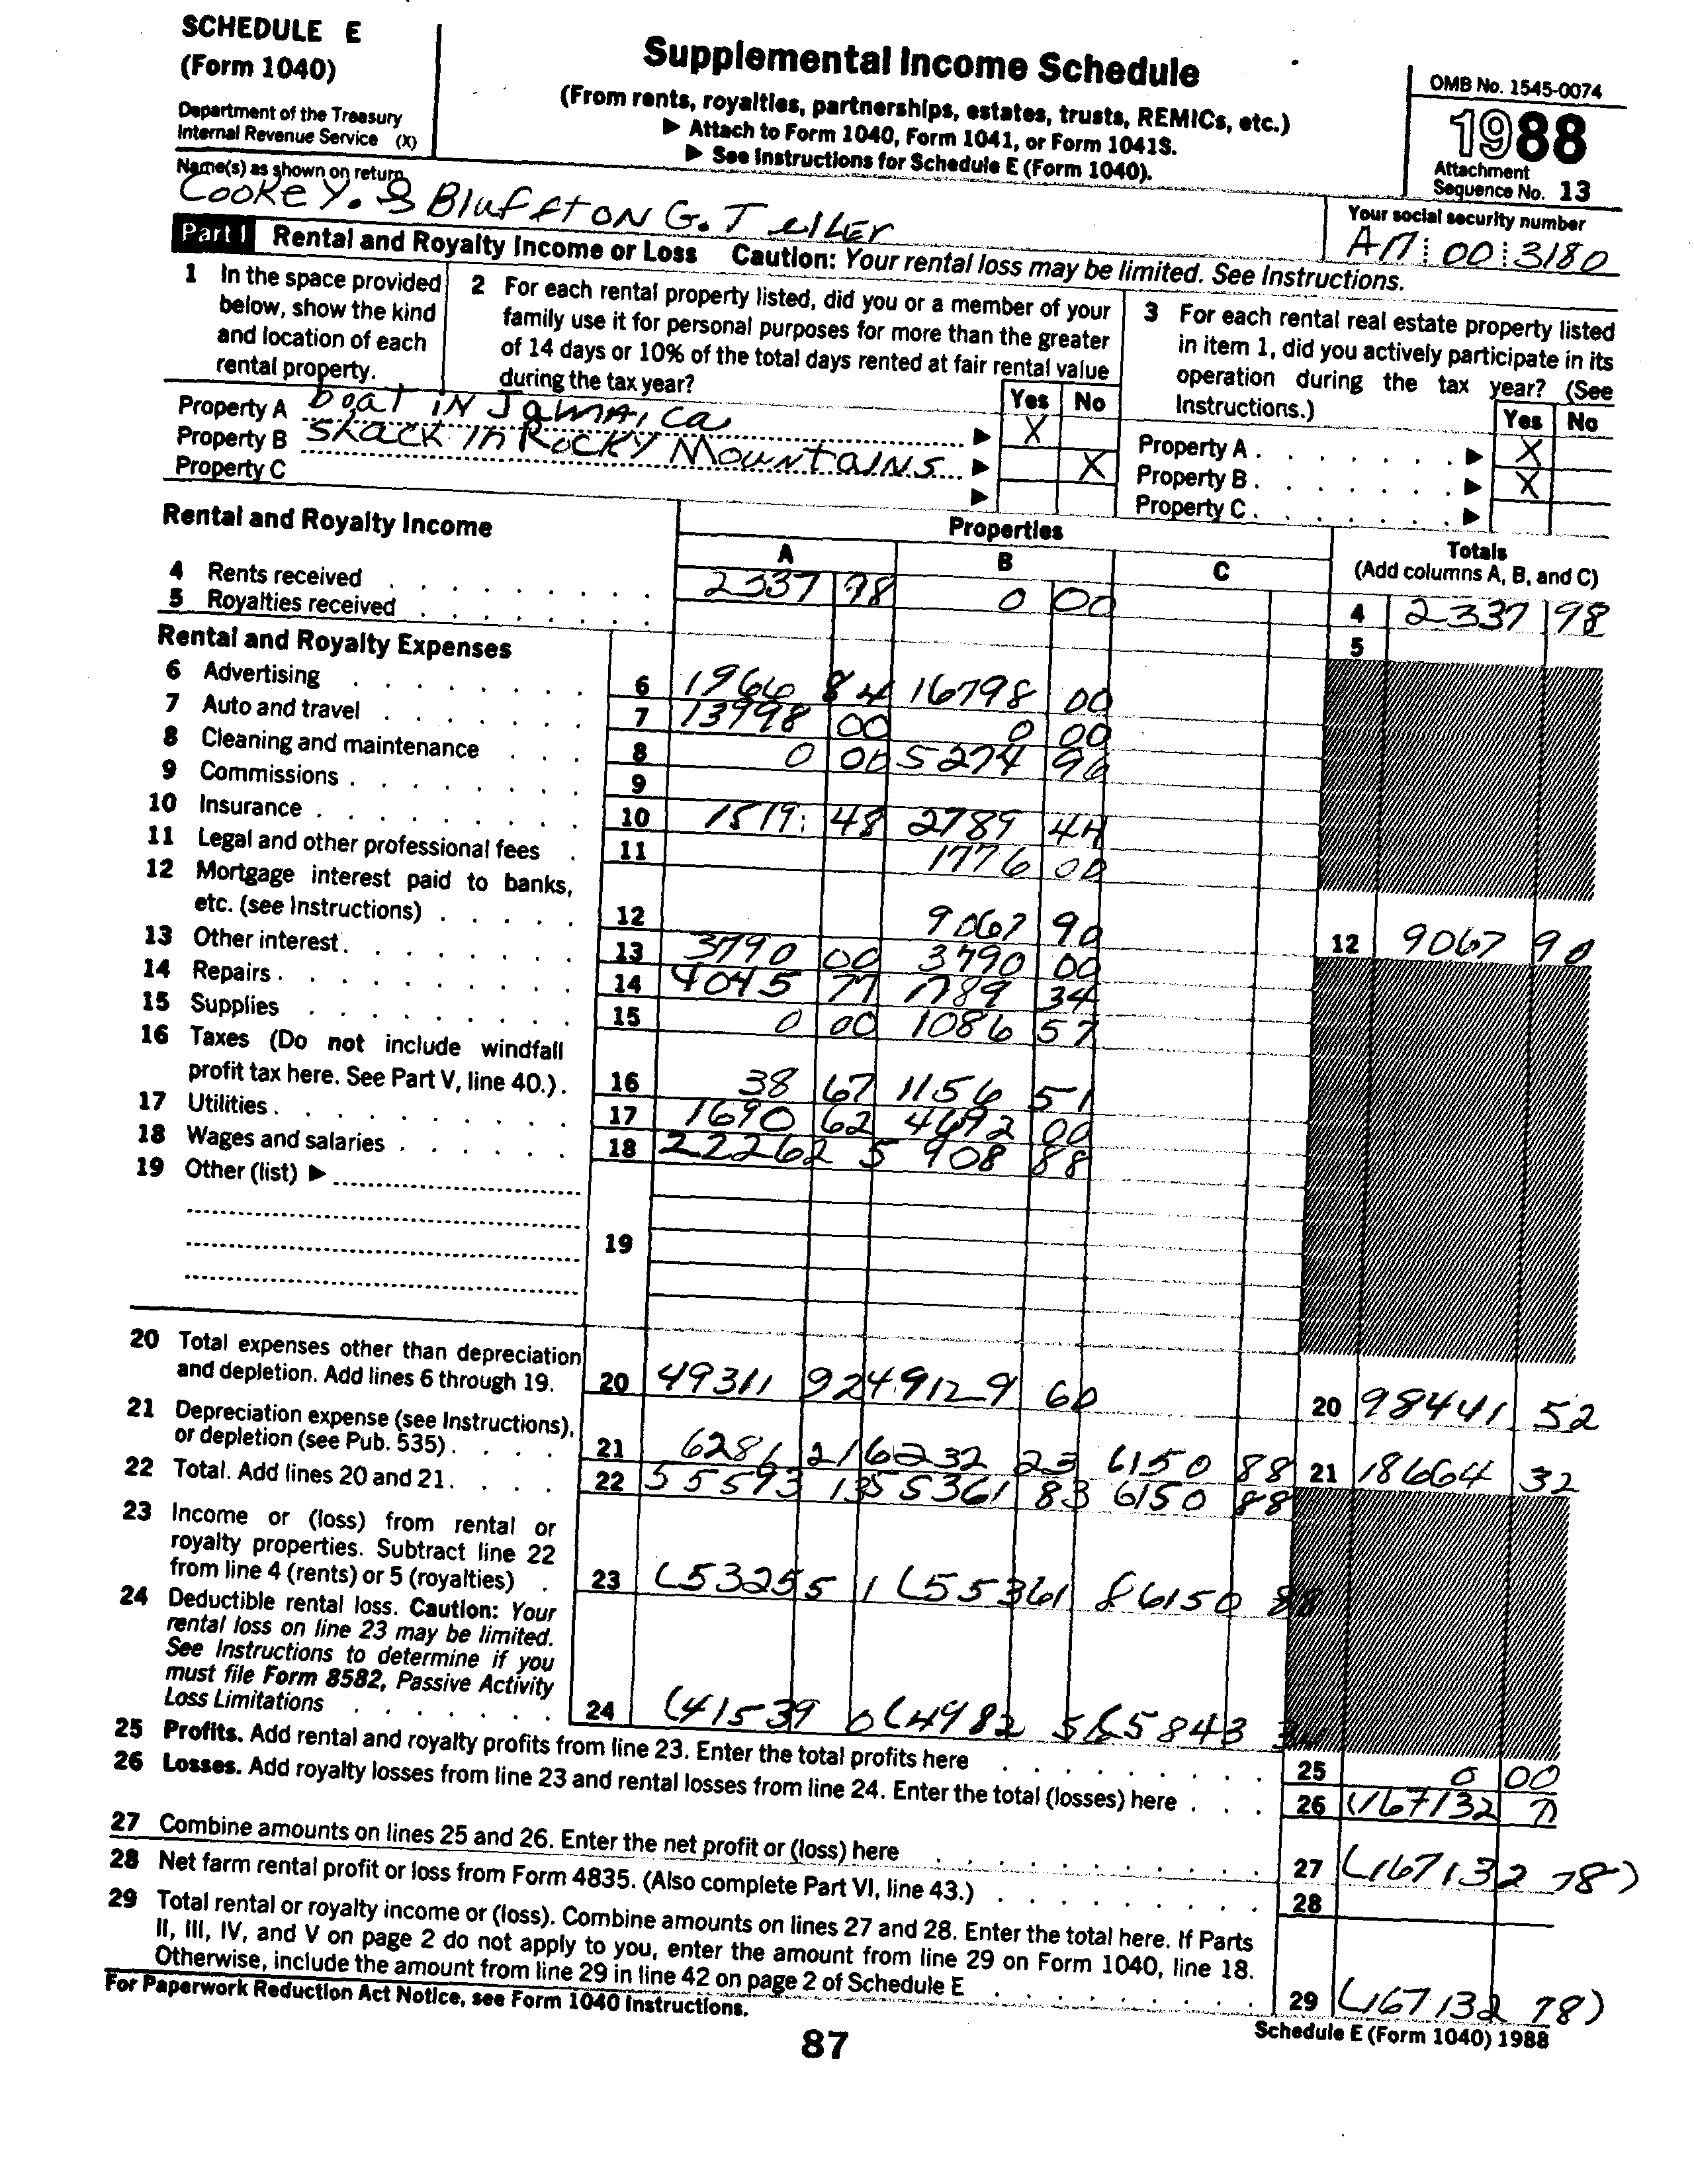 SCHEDULE E
(Form 1040)
Department of the Treasury
Internal Revenue Service (X)
Supplemental Income Schedule
(From rents, royalties, partnerships, estates, trusts, REMICs, etc.)
▶ Attach to Form 1040, Form 1041, or Form 1041S.
▶ See Instructions for Schedule E (Form 1040).
OMB No. 1545-0074
1988
Attachment
Sequence No. 13
Name(s) as shown on return
Cooke Y. & Bluffton G. Teller
Your social security number
00 3180
Part I Rental and Royalty Income or Loss Caution: Your rental loss may be limited. See Instructions.
1 In the space provided
below, show the kind
and location of each
rental property.
2 For each rental property listed, did you or a member of your
family use it for personal purposes for more than the greater
of 14 days or 10% of the total days rented at fair rental value
during the tax year?
Yes No
3 For each rental real estate property listed
in item 1, did you actively participate in its
operation during the tax year? (See
Instructions.)
Yes No
Property A boat in Jamaica ▶ X
Property B Shack in Rocky Mountains ▶ X
Property C ▶
Property A ▶ X
Property B ▶ X
Property C ▶
Rental and Royalty Income
Properties
A B C
Totals
(Add columns A, B, and C)
4 Rents received 2337 98 0 00 4 2337 98
5 Royalties received 5
Rental and Royalty Expenses
6 Advertising 6 84 16798 00
7 Auto and travel 7 13998 00 0 00
8 Cleaning and maintenance 8 0 00 5274 96
9 Commissions 9
10 Insurance 10 1519 48 2789 44
11 Legal and other professional fees 11 1776 00
12 Mortgage interest paid to banks,
etc. (see Instructions) 12 9067 90 12 9067 90
13 Other interest 13 3790 00 3790 00
14 Repairs 14 4045 77 1789 34
15 Supplies 15 0 00 1086 57
16 Taxes (Do not include windfall
profit tax here. See Part V, line 40.) 16 38 67 1156 51
17 Utilities 17 1690 62 4692 00
18 Wages and salaries 18 22262 5 908 88
19 Other (list) ▶
19
20 Total expenses other than depreciation
and depletion. Add lines 6 through 19. 20 49311 92 49129 60 20 98441 52
21 Depreciation expense (see Instructions),
or depletion (see Pub. 535) 21 6281 21 6232 23 6150 88 21 18664 32
22 Total. Add lines 20 and 21 22 55593 13 55361 83 6150 88
23 Income or (loss) from rental or
royalty properties. Subtract line 22
from line 4 (rents) or 5 (royalties) 23 (53255 1 (55361 8 6150 88
24 Deductible rental loss. Caution: Your
rental loss on line 23 may be limited.
See Instructions to determine if you
must file Form 8582, Passive Activity
Loss Limitations 24 (41539 0 (4982 5 (5843
25 Profits. Add rental and royalty profits from line 23. Enter the total profits here 25 0 00
26 Losses. Add royalty losses from line 23 and rental losses from line 24. Enter the total (losses) here 26 (167132 7
27 Combine amounts on lines 25 and 26. Enter the net profit or (loss) here 27 (167132 78)
28 Net farm rental profit or loss from Form 4835. (Also complete Part VI, line 43.) 28
29 Total rental or royalty income or (loss). Combine amounts on lines 27 and 28. Enter the total here. If Parts
II, III, IV, and V on page 2 do not apply to you, enter the amount from line 29 on Form 1040, line 18.
Otherwise, include the amount from line 29 in line 42 on page 2 of Schedule E 29 (167132 78)
For Paperwork Reduction Act Notice, see Form 1040 Instructions.
Schedule E (Form 1040) 1988
87